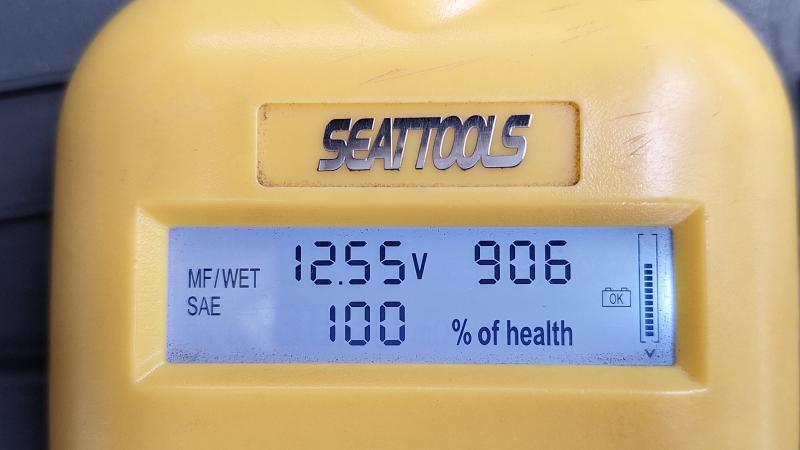 SEATTOOLS
MF/WET 12.55V 906
SAE 100 % of health
OK